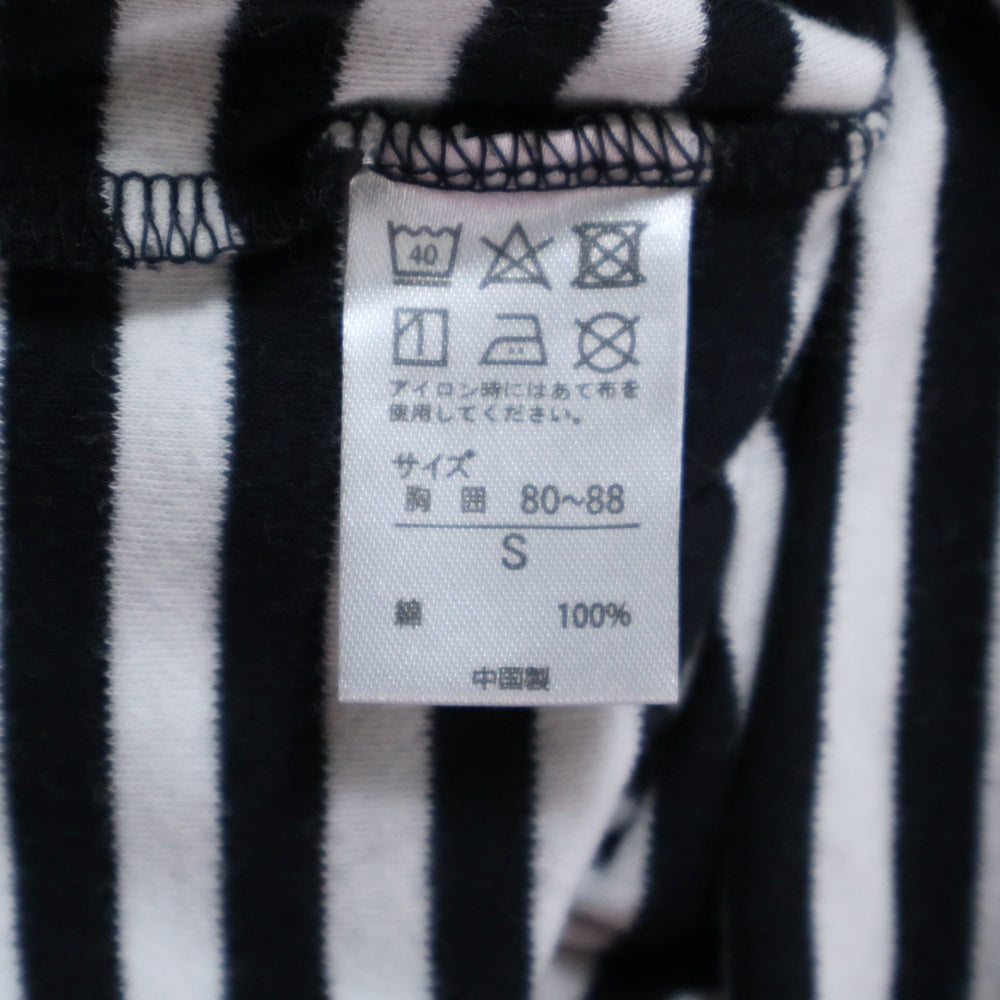 40
アイロン時にはあて布を
使用してください。
サイズ
胸 囲 80~88
S
綿 100%
中国製